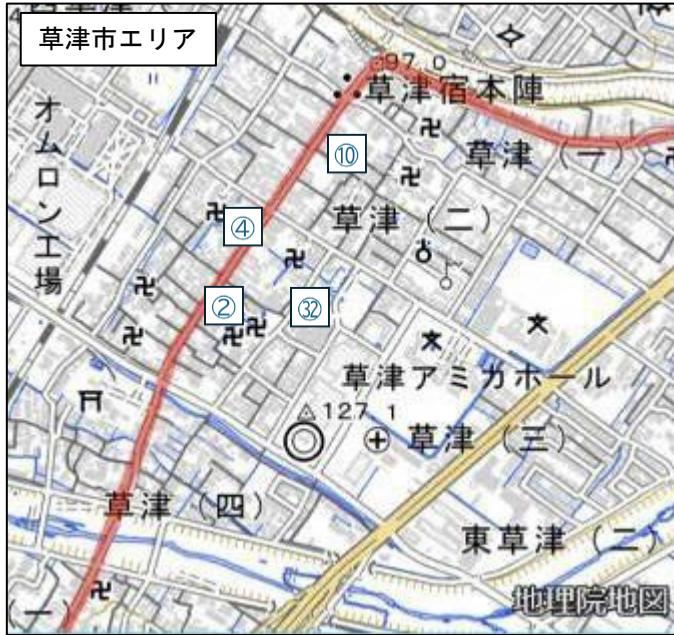 草津市エリア
97.0
草津宿本陣
オムロン工場
⑩
草津（一）
草津（二）
④
②
㉜
草津アミカホール
127.1
草津（三）
草津（四）
東草津（二）
（一）
地理院地図